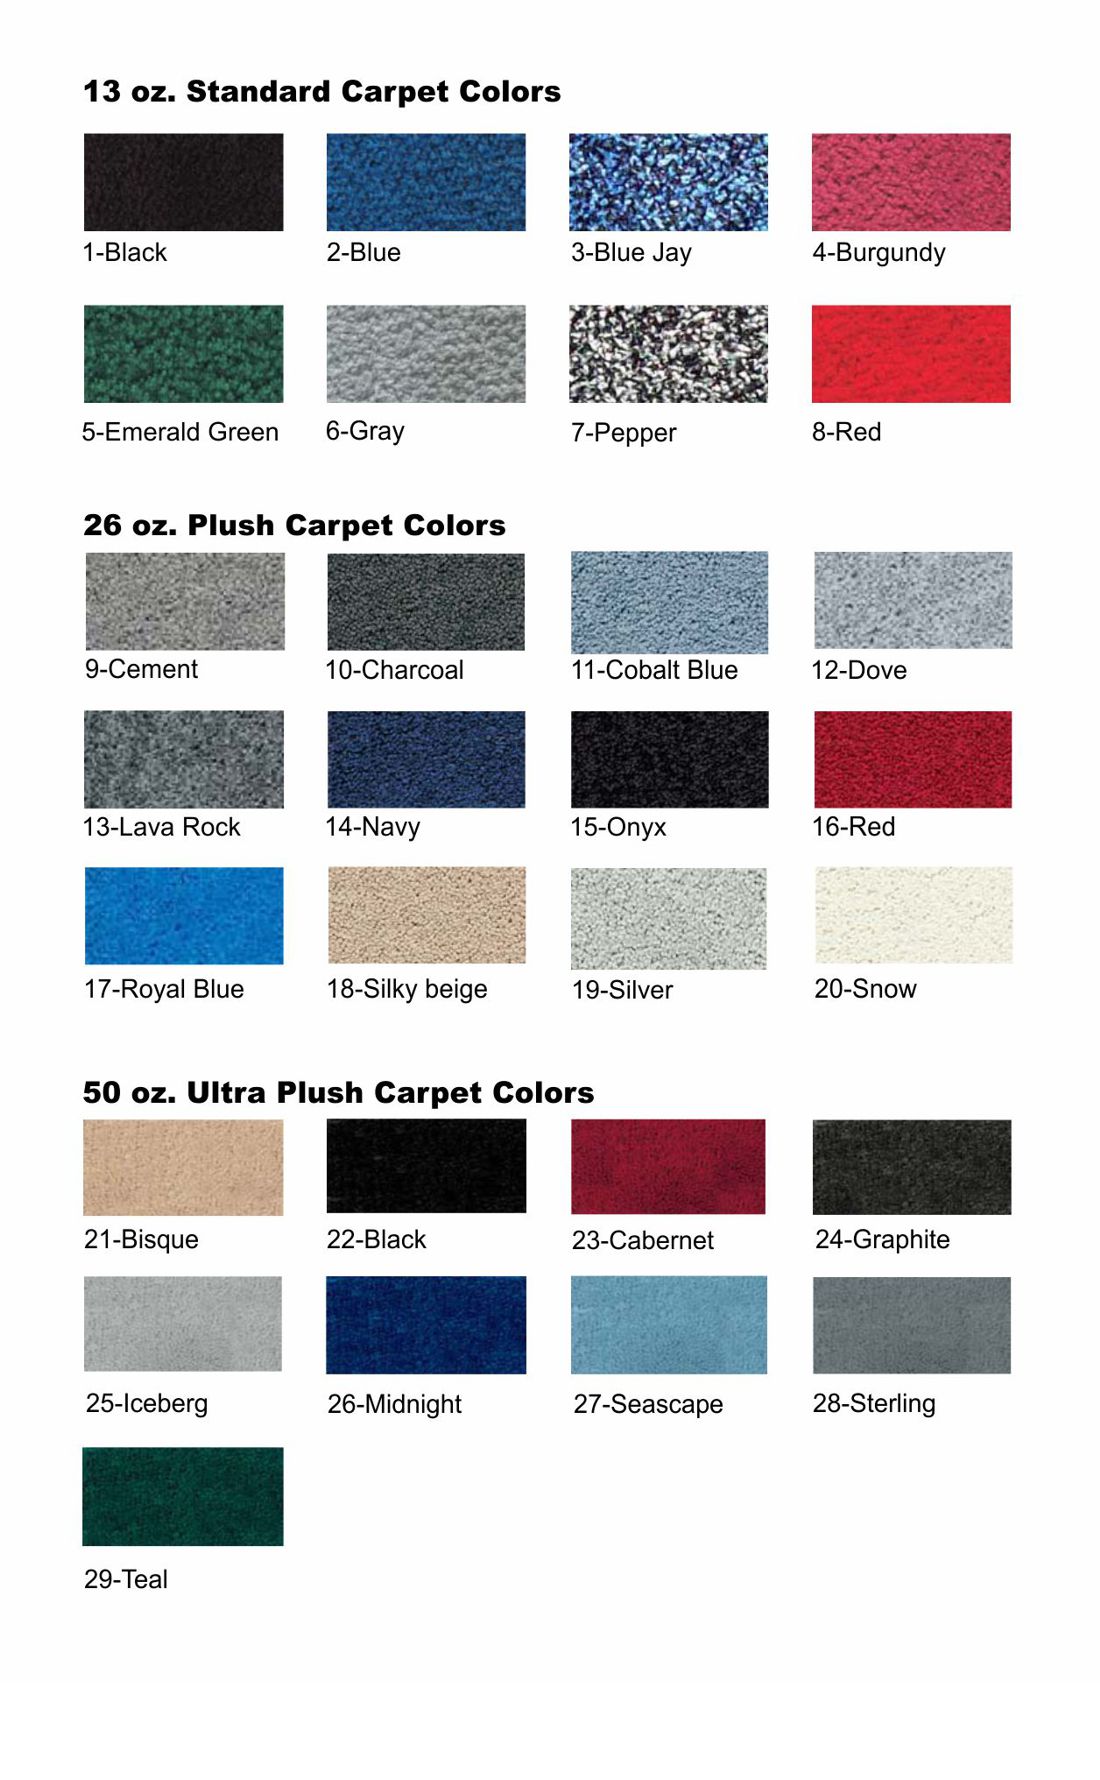 13 oz. Standard Carpet Colors
1-Black
2-Blue
3-Blue Jay
4-Burgundy
5-Emerald Green
6-Gray
7-Pepper
8-Red
26 oz. Plush Carpet Colors
9-Cement
10-Charcoal
11-Cobalt Blue
12-Dove
13-Lava Rock
14-Navy
15-Onyx
16-Red
17-Royal Blue
18-Silky beige
19-Silver
20-Snow
50 oz. Ultra Plush Carpet Colors
21-Bisque
22-Black
23-Cabernet
24-Graphite
25-Iceberg
26-Midnight
27-Seascape
28-Sterling
29-Teal